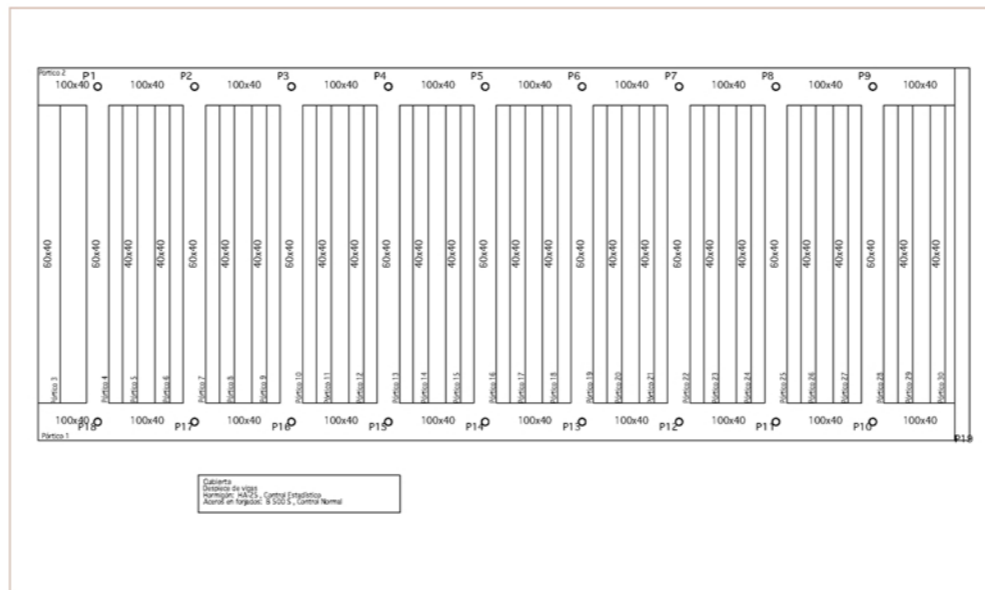 Pórtico 2
P1 P2 P3 P4 P5 P6 P7 P8 P9
100x40 100x40 100x40 100x40 100x40 100x40 100x40 100x40 100x40 100x40
60x40 60x40 40x40 40x40 60x40 40x40 40x40 60x40 40x40 40x40 60x40 40x40 40x40 60x40 40x40 40x40 60x40 40x40 40x40 60x40 40x40 40x40 60x40 40x40 40x40 60x40 40x40 40x40
Pórtico 3 Pórtico 4 Pórtico 5 Pórtico 6 Pórtico 7 Pórtico 8 Pórtico 9 Pórtico 10 Pórtico 11 Pórtico 12 Pórtico 13 Pórtico 14 Pórtico 15 Pórtico 16 Pórtico 17 Pórtico 18 Pórtico 19 Pórtico 20 Pórtico 21 Pórtico 22 Pórtico 23 Pórtico 24 Pórtico 25 Pórtico 26 Pórtico 27 Pórtico 28 Pórtico 29 Pórtico 30
100x40 100x40 100x40 100x40 100x40 100x40 100x40 100x40 100x40 100x40
P18 P17 P16 P15 P14 P13 P12 P11 P10
Pórtico 1
P19
Cubierta
Despiece de vigas
Hormigón: HA-25 , Control Estadístico
Aceros en forjados: B 500 S , Control Normal